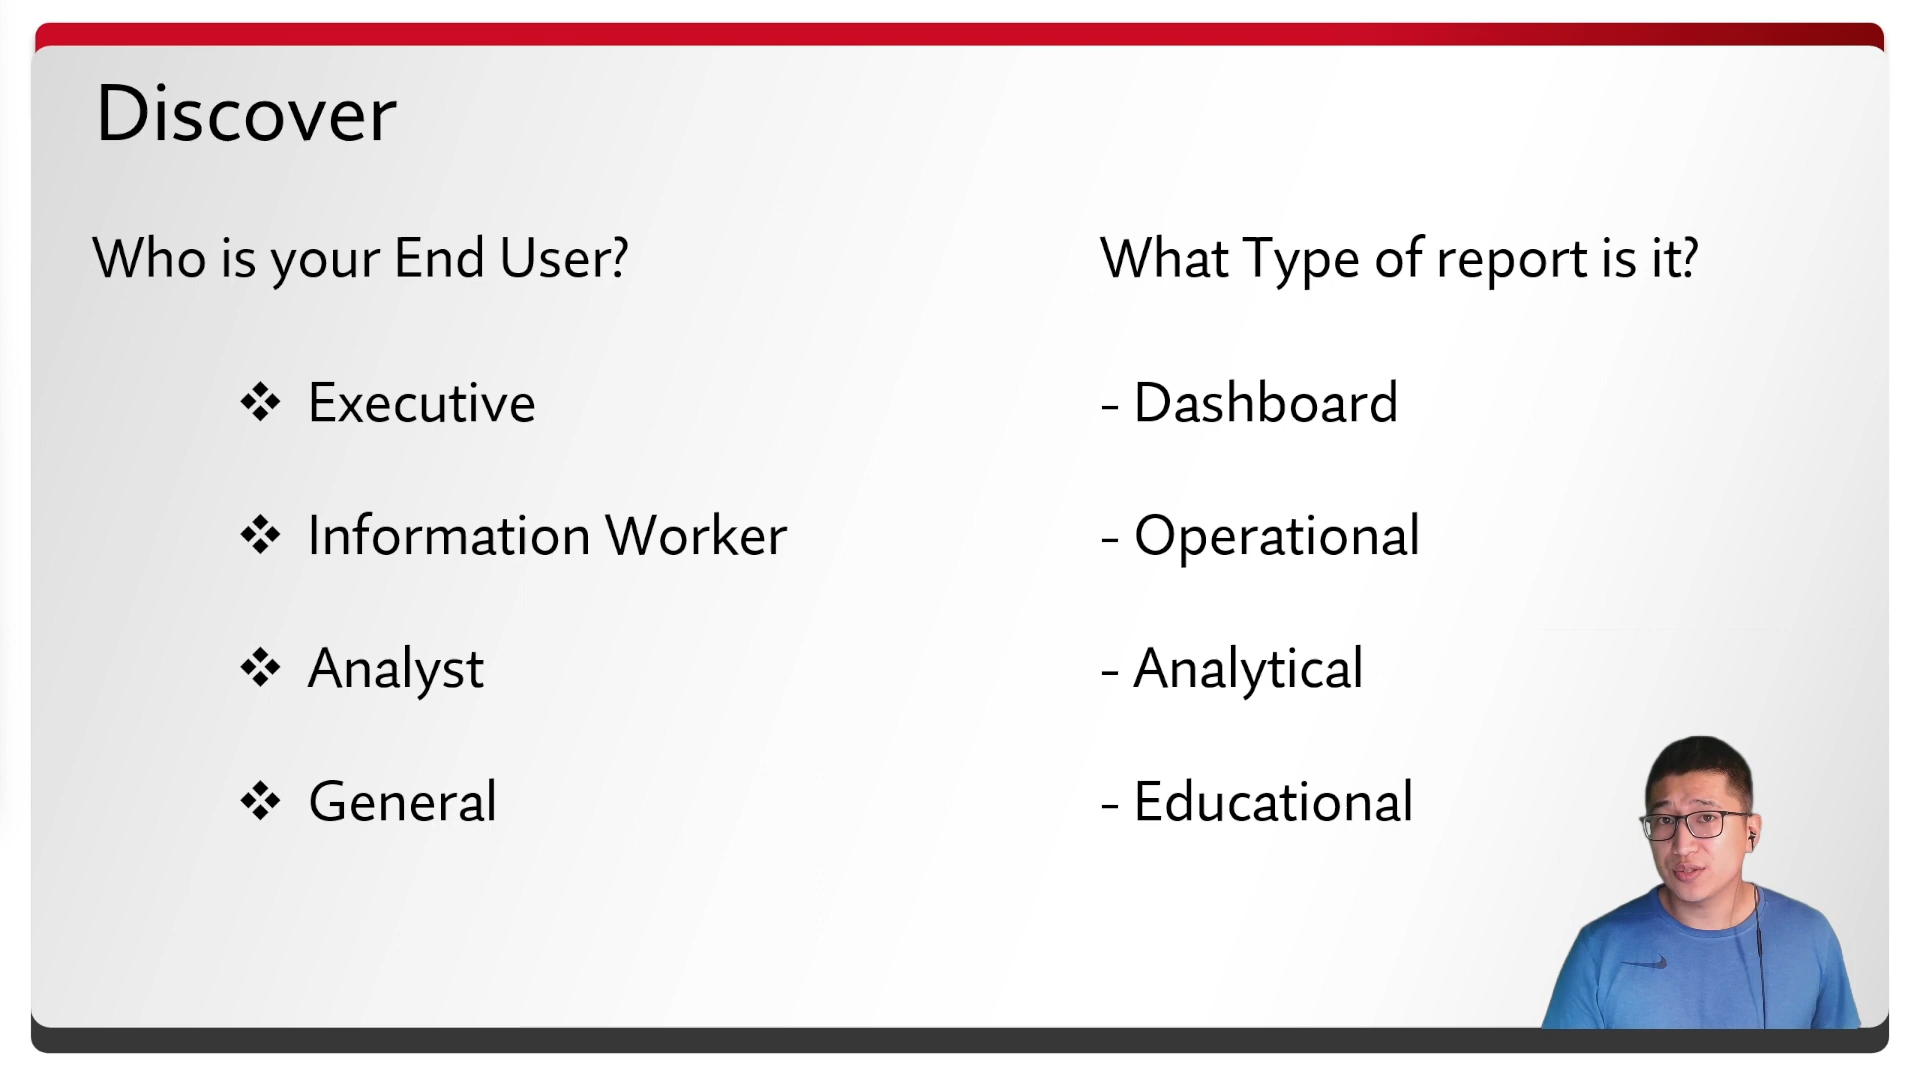 Discover
Who is your End User?
❖ Executive
❖ Information Worker
❖ Analyst
❖ General
What Type of report is it?
- Dashboard
- Operational
- Analytical
- Educational